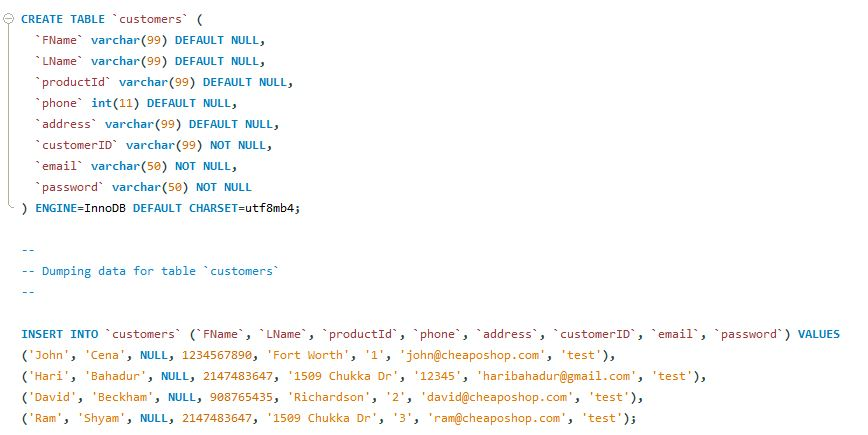 CREATE TABLE `customers` (
`FName` varchar(99) DEFAULT NULL,
`LName` varchar(99) DEFAULT NULL,
`productId` varchar(99) DEFAULT NULL,
`phone` int(11) DEFAULT NULL,
`address` varchar(99) DEFAULT NULL,
`customerID` varchar(99) NOT NULL,
`email` varchar(50) NOT NULL,
`password` varchar(50) NOT NULL
) ENGINE=InnoDB DEFAULT CHARSET=utf8mb4;
--
-- Dumping data for table `customers`
--
INSERT INTO `customers` (`FName`, `LName`, `productId`, `phone`, `address`, `customerID`, `email`, `password`) VALUES
('John', 'Cena', NULL, 1234567890, 'Fort Worth', '1', 'john@cheaposhop.com', 'test'),
('Hari', 'Bahadur', NULL, 2147483647, '1509 Chukka Dr', '12345', 'haribahadur@gmail.com', 'test'),
('David', 'Beckham', NULL, 908765435, 'Richardson', '2', 'david@cheaposhop.com', 'test'),
('Ram', 'Shyam', NULL, 2147483647, '1509 Chukka Dr', '3', 'ram@cheaposhop.com', 'test');